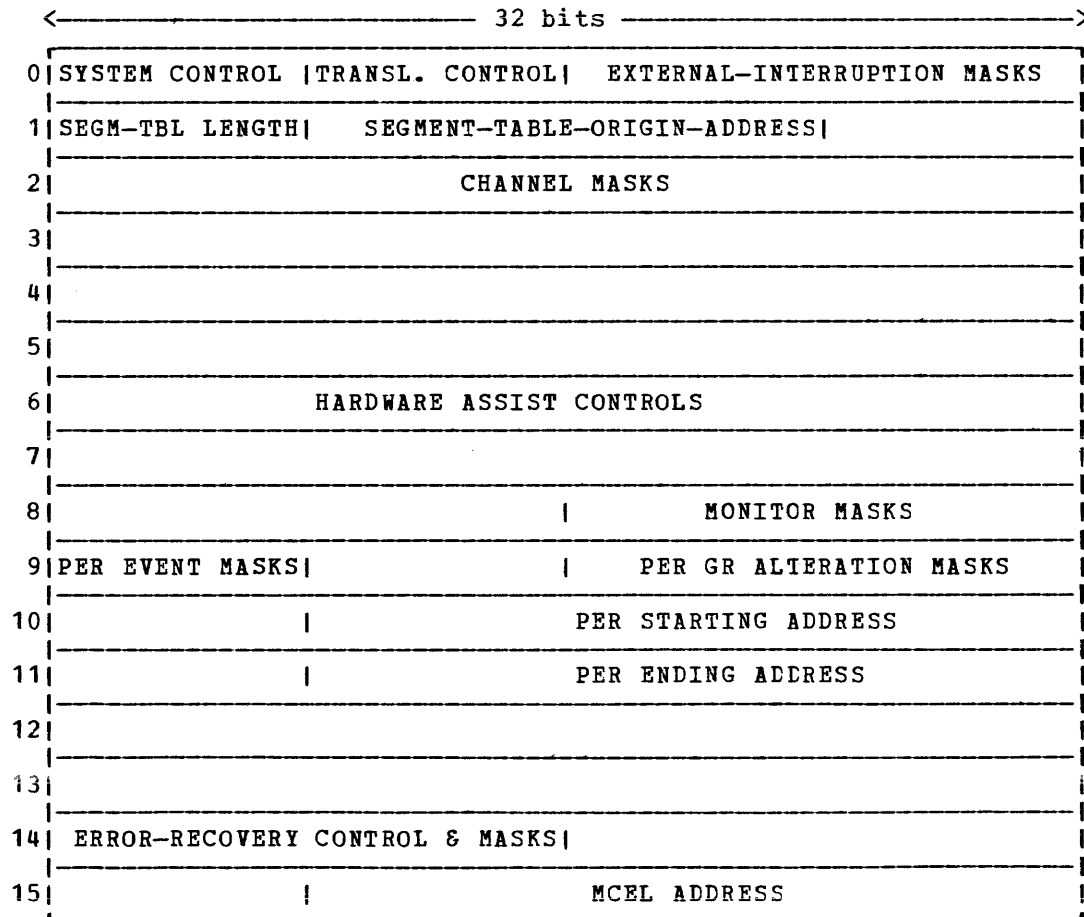 32 bits
0 SYSTEM CONTROL | TRANSL. CONTROL | EXTERNAL-INTERRUPTION MASKS
1 SEGM-TBL LENGTH | SEGMENT-TABLE-ORIGIN-ADDRESS |
2 CHANNEL MASKS
3
4
5
6 HARDWARE ASSIST CONTROLS
7
8 | MONITOR MASKS
9 PER EVENT MASKS | | PER GR ALTERATION MASKS
10 | PER STARTING ADDRESS
11 | PER ENDING ADDRESS
12
13
14 ERROR-RECOVERY CONTROL & MASKS |
15 | MCEL ADDRESS